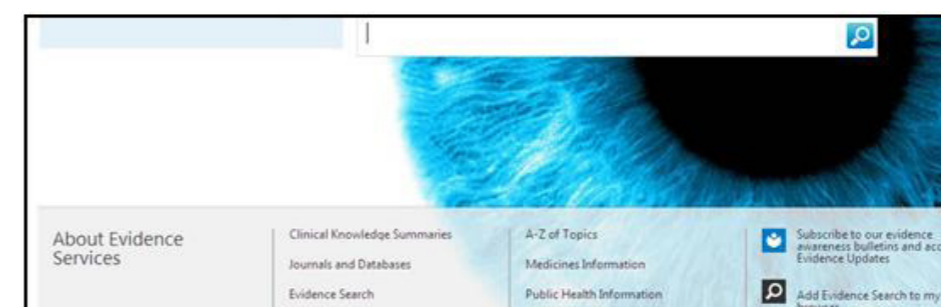 About Evidence
Services
Clinical Knowledge Summaries
Journals and Databases
Evidence Search
A-Z of Topics
Medicines Information
Public Health Information
Subscribe to our evidence
awareness bulletins and acc
Evidence Updates
Add Evidence Search to my